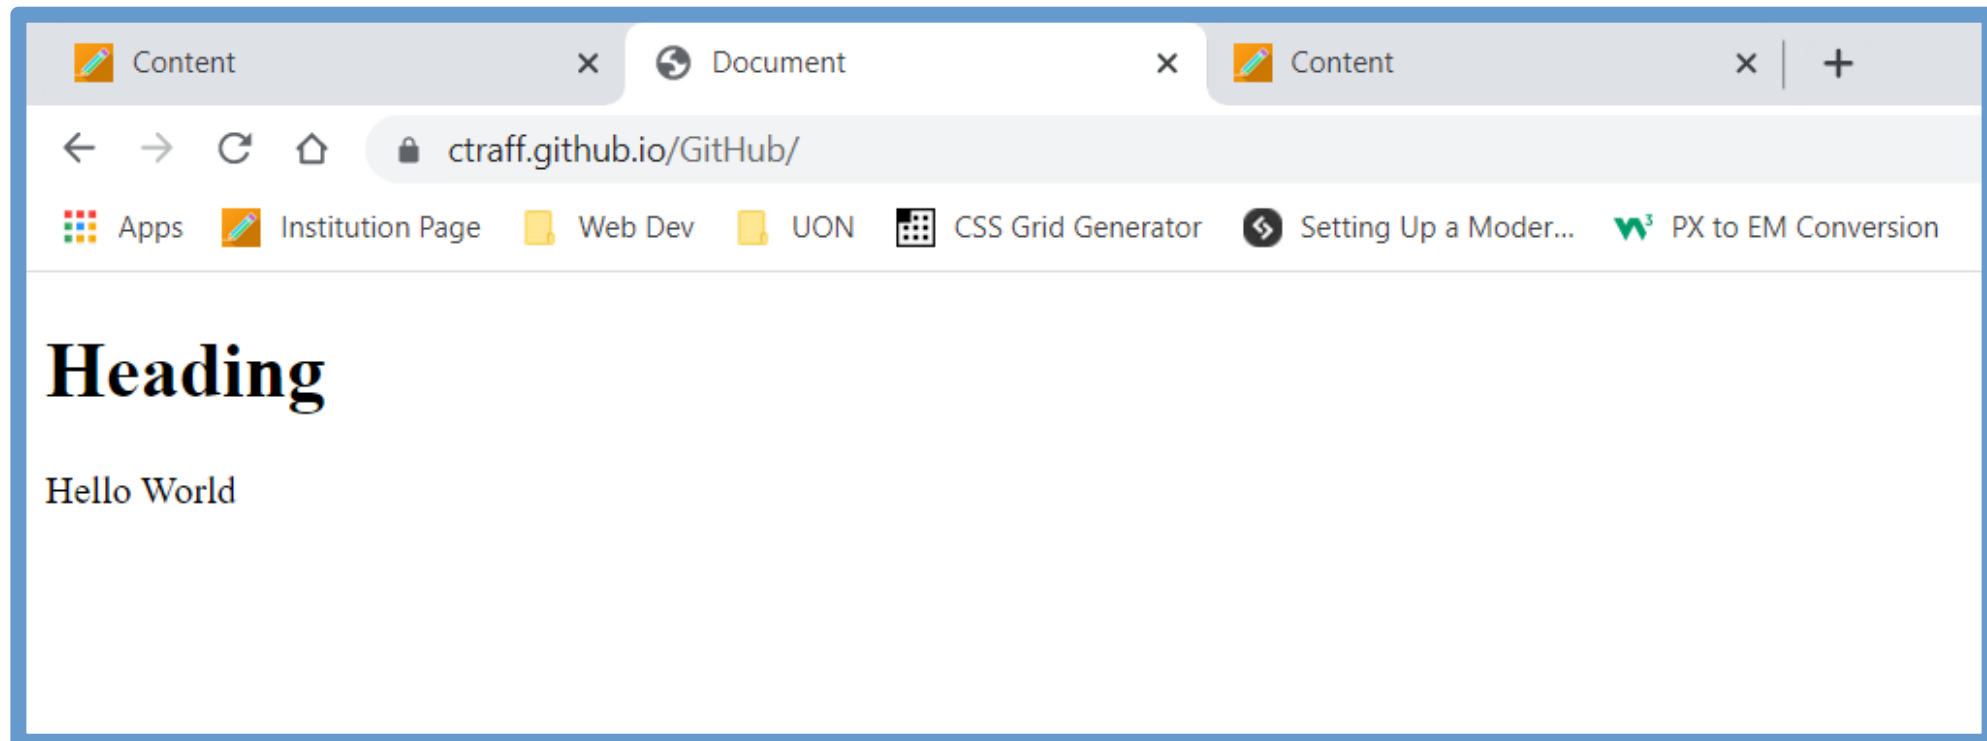 Content Document Content
ctraff.github.io/GitHub/
Apps Institution Page Web Dev UON CSS Grid Generator Setting Up a Moder... PX to EM Conversion
Heading
Hello World